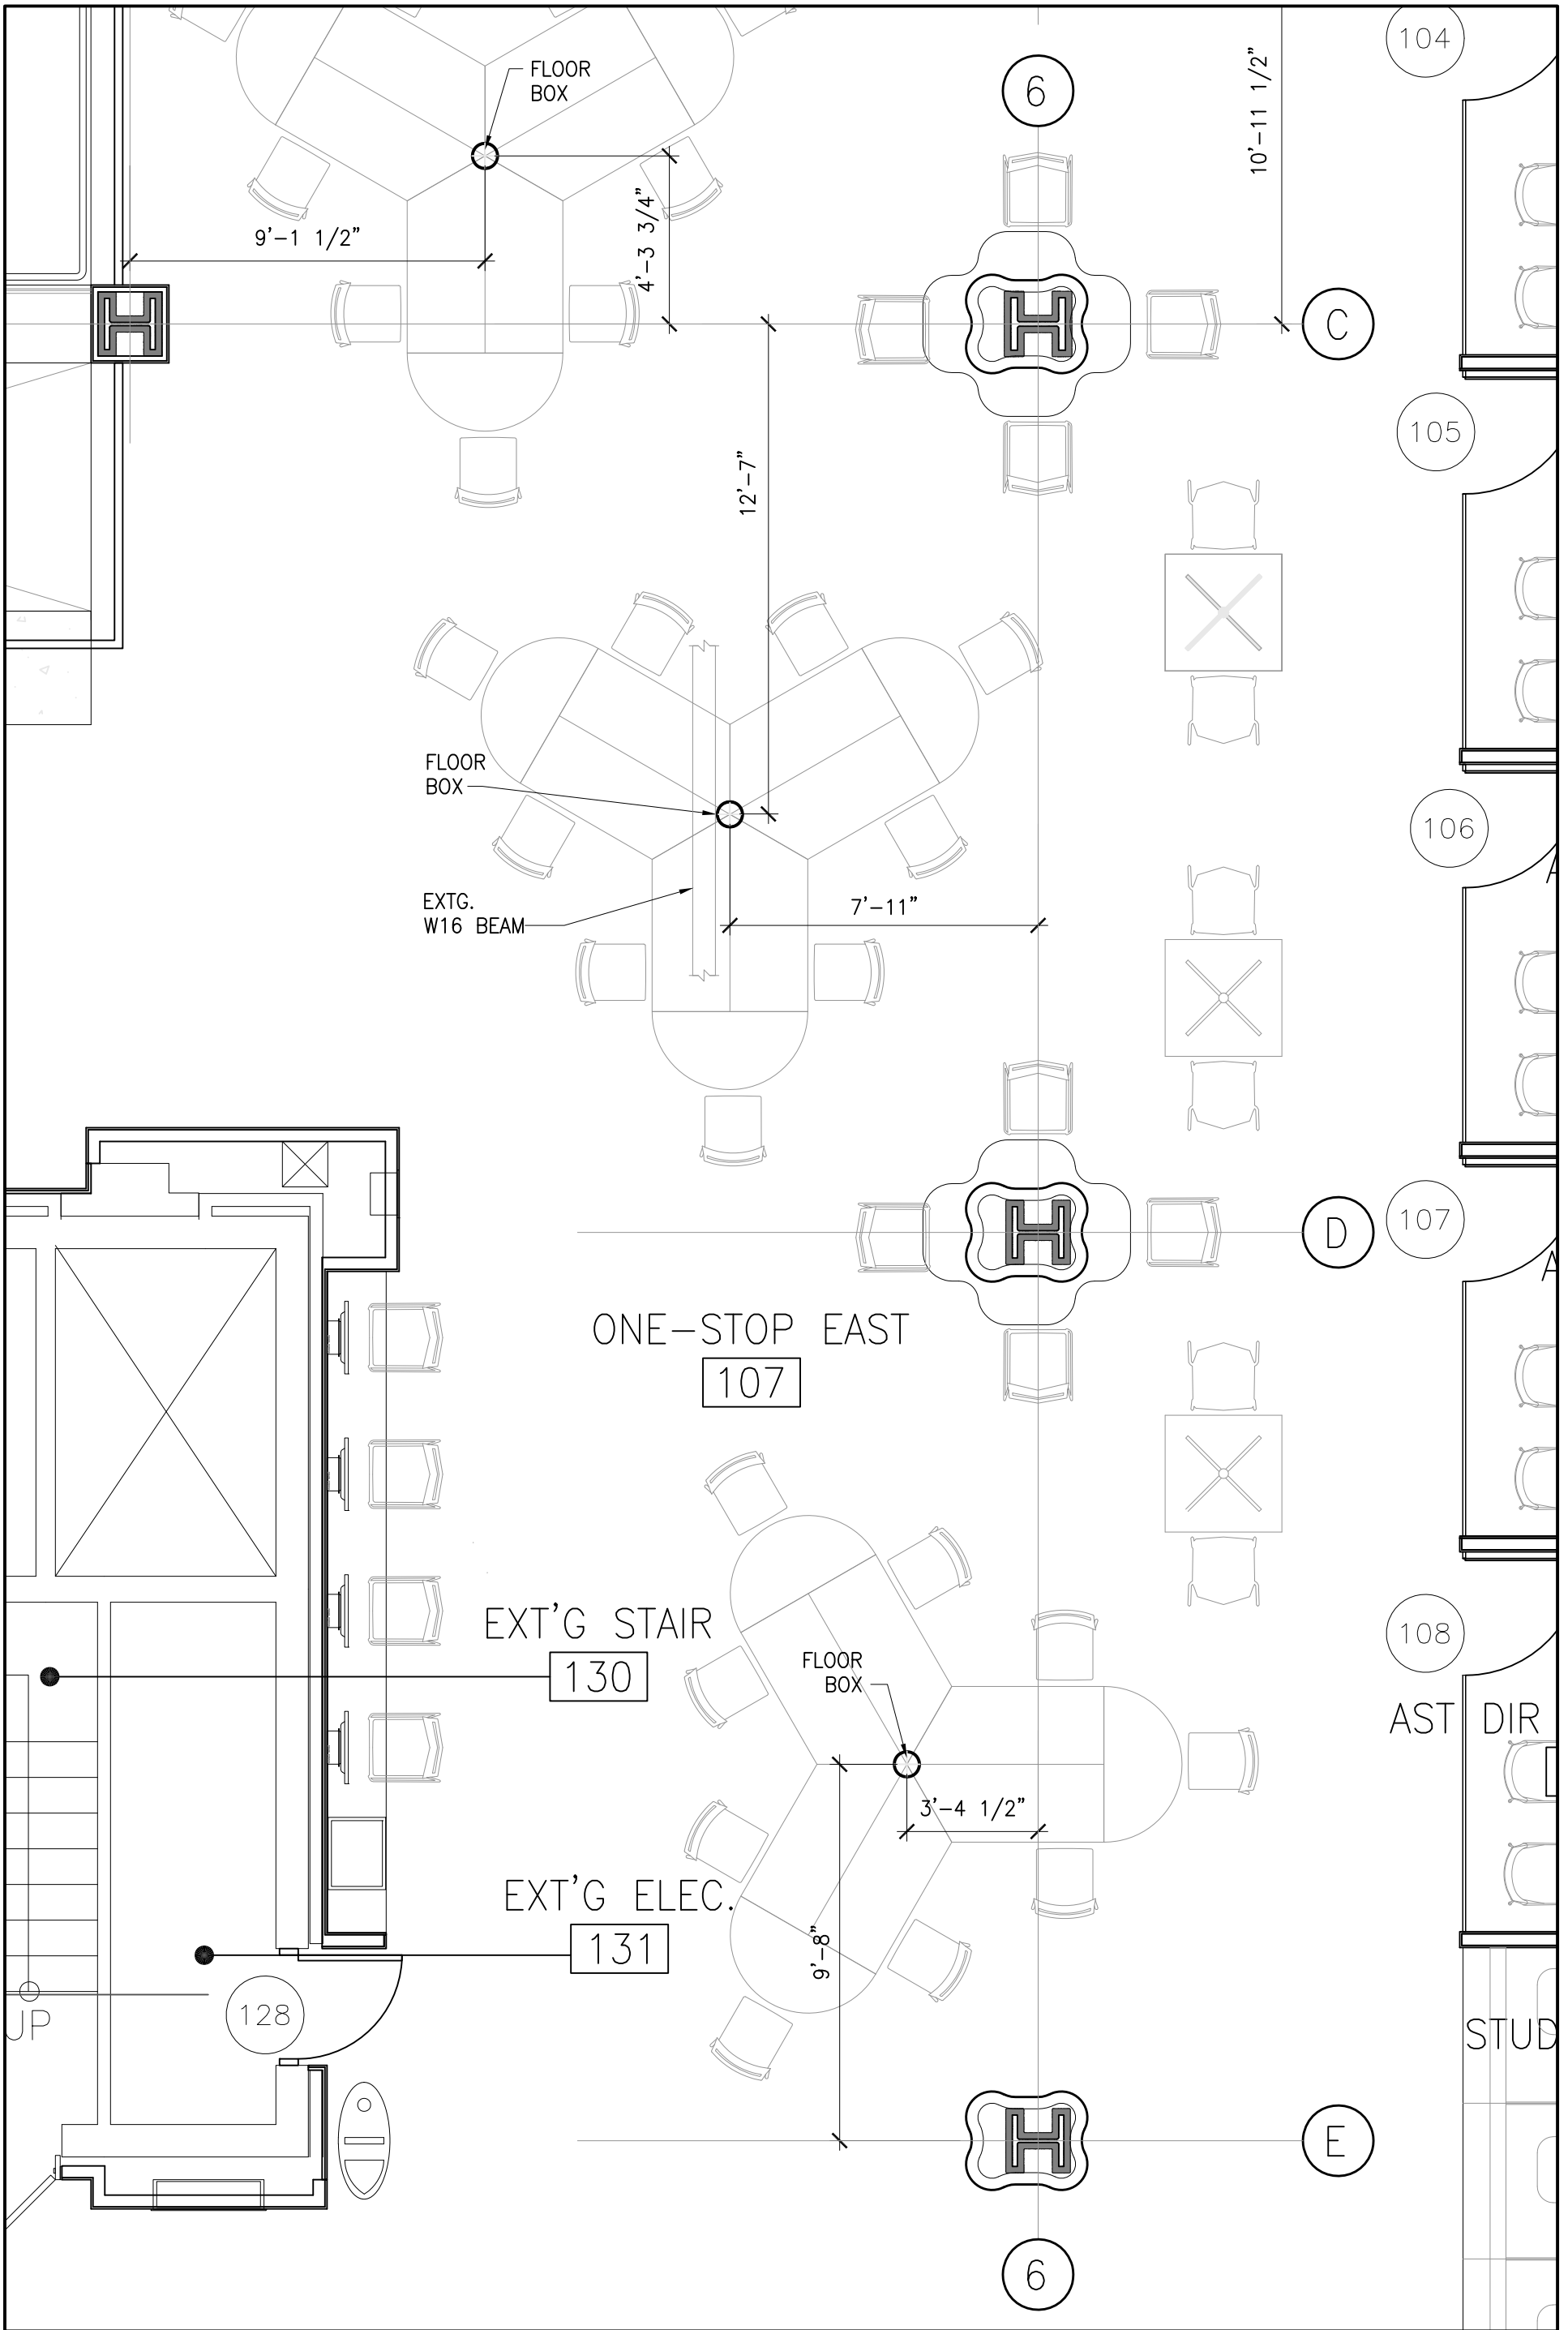 104
FLOOR
BOX
6
10'-11 1/2"
9'-1 1/2"
4'-3 3/4"
C
105
12'-7"
FLOOR
BOX
106
A
EXTG.
W16 BEAM
7'-11"
D
107
A
ONE-STOP EAST
107
EXT'G STAIR
130
108
FLOOR
BOX
AST DIR
3'-4 1/2"
EXT'G ELEC.
131
9'-8"
128
UP
STUD
E
6